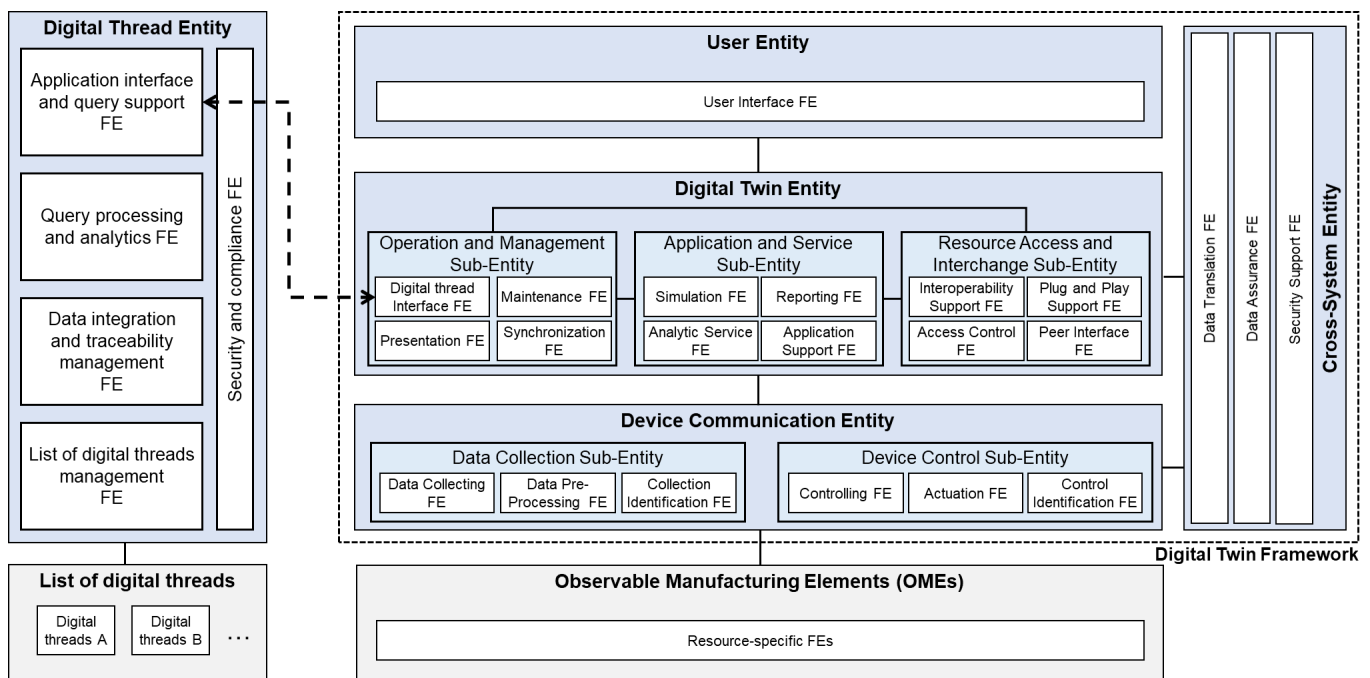 Digital Thread Entity
Application interface
and query support
FE
Query processing
and analytics FE
Data integration
and traceability
management
FE
List of digital threads
management
FE
Security and compliance FE
List of digital threads
Digital
threads A
Digital
threads B
...
User Entity
User Interface FE
Digital Twin Entity
Operation and Management
Sub-Entity
Digital thread
Interface FE
Maintenance FE
Presentation FE
Synchronization
FE
Application and Service
Sub-Entity
Simulation FE
Reporting FE
Analytic Service
FE
Application
Support FE
Resource Access and
Interchange Sub-Entity
Interoperability
Support FE
Plug and Play
Support FE
Access Control
FE
Peer Interface
FE
Device Communication Entity
Data Collection Sub-Entity
Data Collecting
FE
Data Pre-
Processing FE
Collection
Identification FE
Device Control Sub-Entity
Controlling FE
Actuation FE
Control
Identification FE
Data Translation FE
Data Assurance FE
Security Support FE
Cross-System Entity
Digital Twin Framework
Observable Manufacturing Elements (OMEs)
Resource-specific FEs